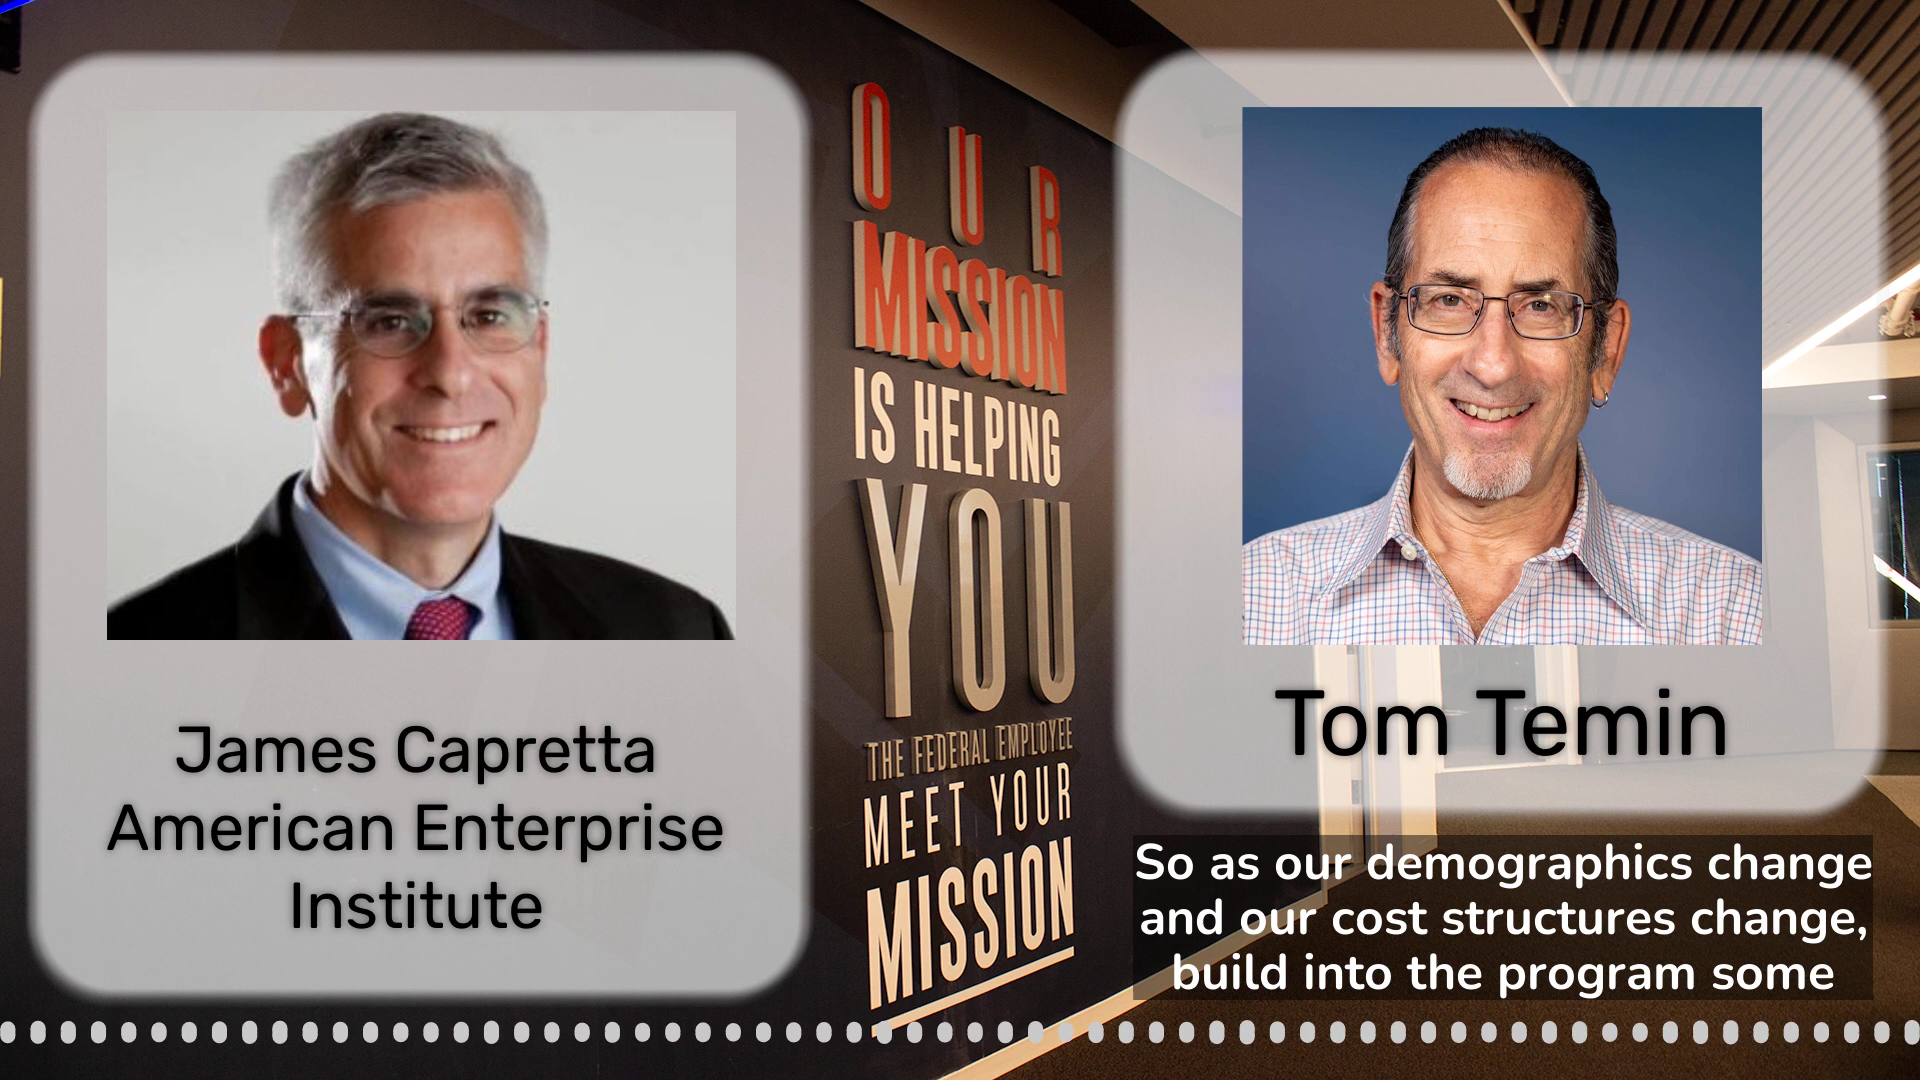 James Capretta
American Enterprise
Institute
OUR
MISSION
IS HELPING
YOU
THE FEDERAL EMPLOYEE
MEET YOUR
MISSION
Tom Temin
So as our demographics change
and our cost structures change,
build into the program some